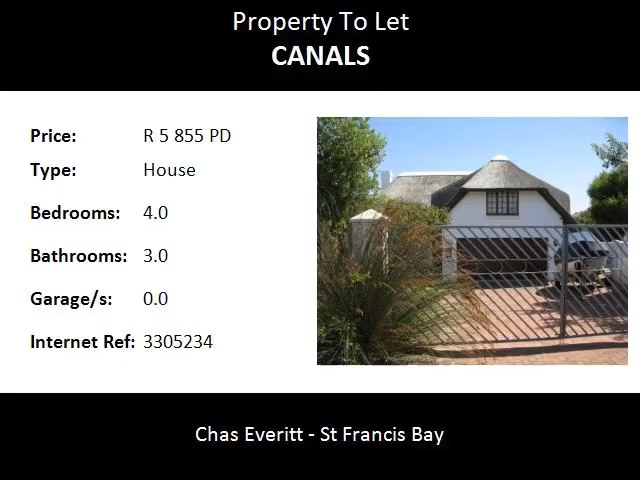 Property To Let
CANALS
Price: R 5 855 PD
Type: House
Bedrooms: 4.0
Bathrooms: 3.0
Garage/s: 0.0
Internet Ref: 3305234
Chas Everitt - St Francis Bay